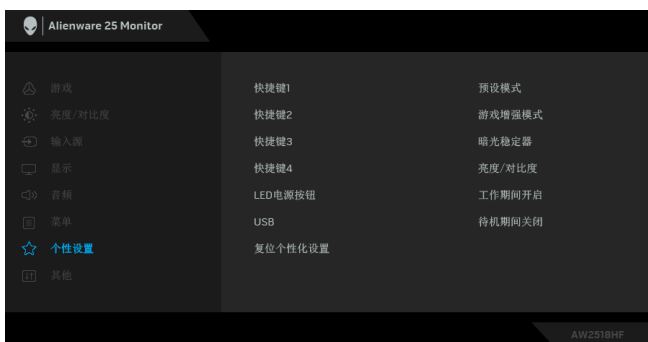 Alienware 25 Monitor
游戏
亮度/对比度
输入源
显示
音频
菜单
个性设置
其他
快捷键1 预设模式
快捷键2 游戏增强模式
快捷键3 暗光稳定器
快捷键4 亮度/对比度
LED电源按钮 工作期间开启
USB 待机期间关闭
复位个性化设置
AW2518HF